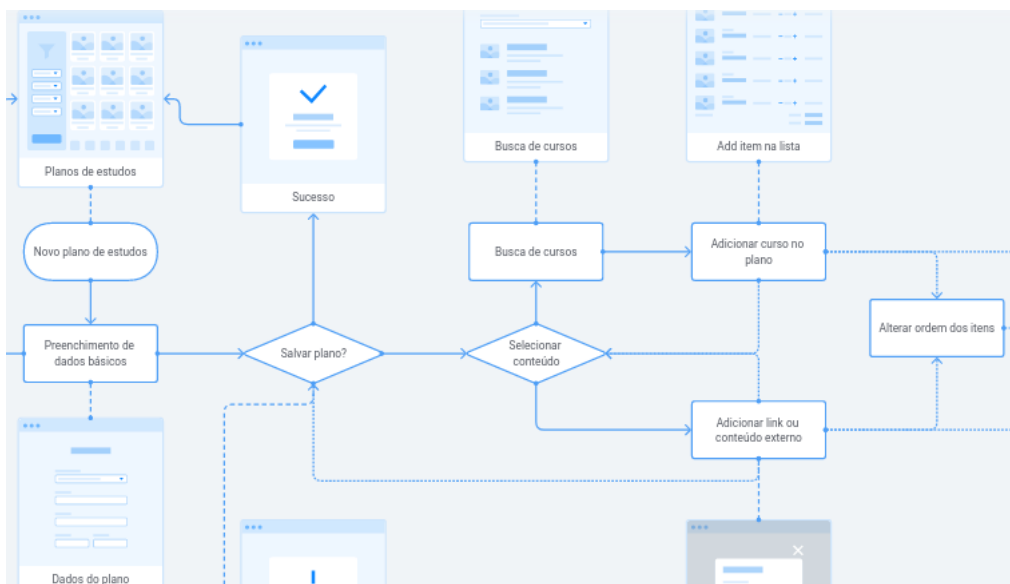 Planos de estudos
Sucesso
Busca de cursos
Add item na lista
Novo plano de estudos
Busca de cursos
Adicionar curso no
plano
Preenchimento de
dados básicos
Salvar plano?
Selecionar
conteúdo
Alterar ordem dos itens
Adicionar link ou
conteúdo externo
Dados do plano